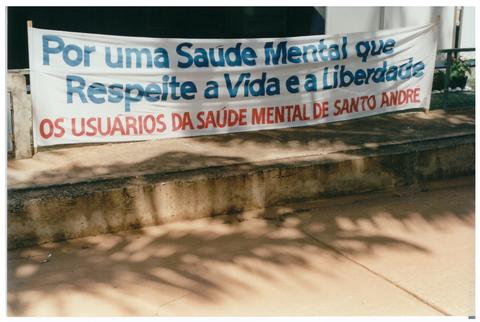 Por uma Saúde Mental que
Respeite a Vida e a Liberdade
OS USUÁRIOS DA SAÚDE MENTAL DE SANTO ANDRÉ